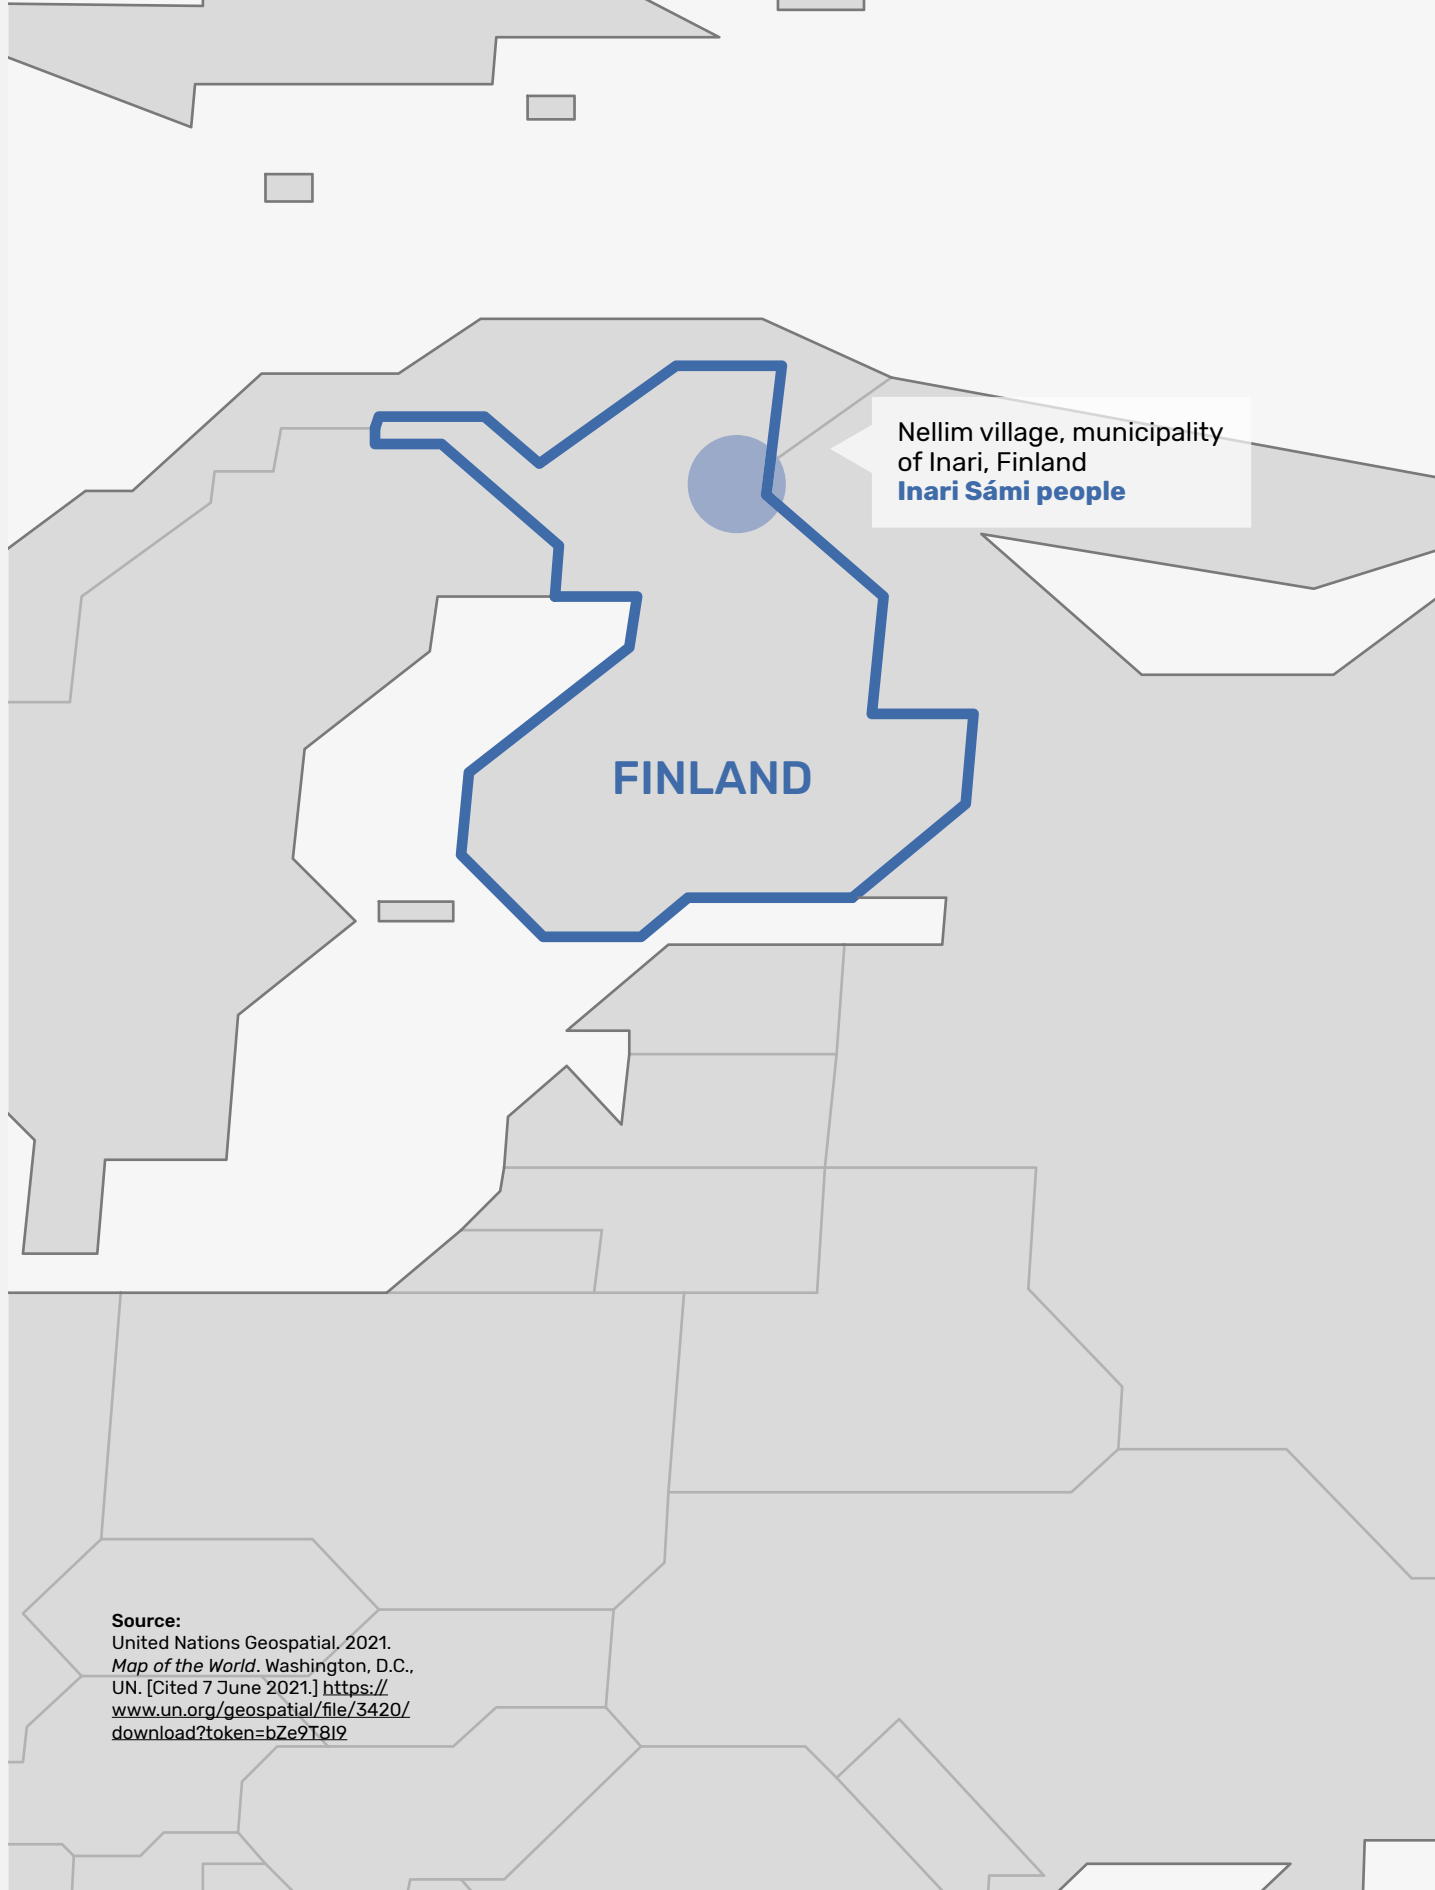 Nellim village, municipality
of Inari, Finland
Inari Sámi people
FINLAND
Source:
United Nations Geospatial. 2021.
Map of the World. Washington, D.C.,
UN. [Cited 7 June 2021.] https://
www.un.org/geospatial/file/3420/
download?token=bZe9T8I9